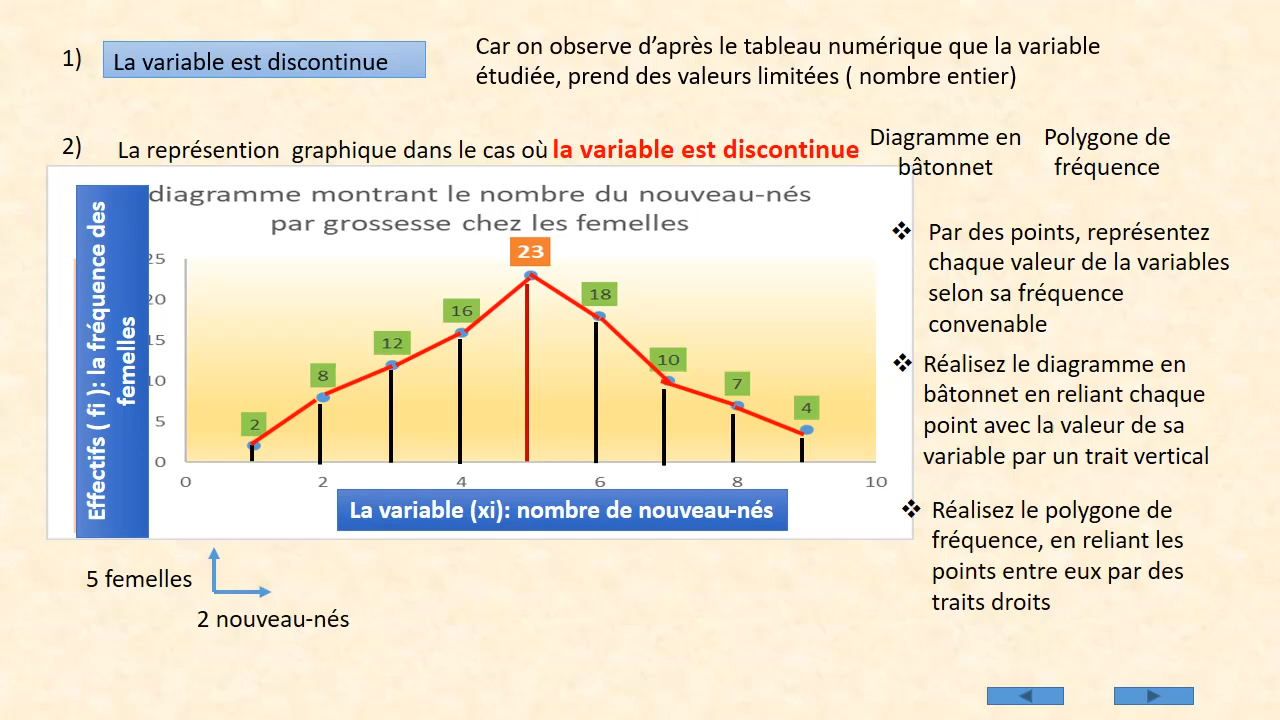 1)
La variable est discontinue
Car on observe d’après le tableau numérique que la variable
étudiée, prend des valeurs limitées ( nombre entier)
2)
La représention graphique dans le cas où la variable est discontinue
Diagramme en
bâtonnet
Polygone de
fréquence
diagramme montrant le nombre du nouveau-nés
par grossesse chez les femelles
Effectifs ( fi ): la fréquence des
femelles
25
20
15
10
5
0
2
8
12
16
23
18
10
7
4
0 2 4 6 8 10
La variable (xi): nombre de nouveau-nés
5 femelles
2 nouveau-nés
❖ Par des points, représentez
chaque valeur de la variables
selon sa fréquence
convenable
❖ Réalisez le diagramme en
bâtonnet en reliant chaque
point avec la valeur de sa
variable par un trait vertical
❖ Réalisez le polygone de
fréquence, en reliant les
points entre eux par des
traits droits